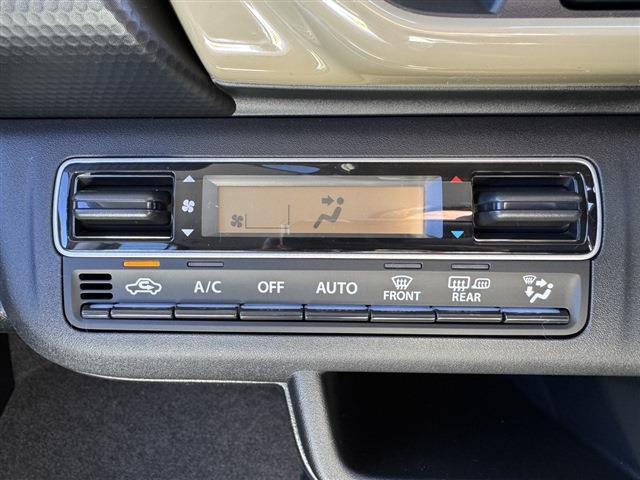 A/C OFF AUTO FRONT REAR